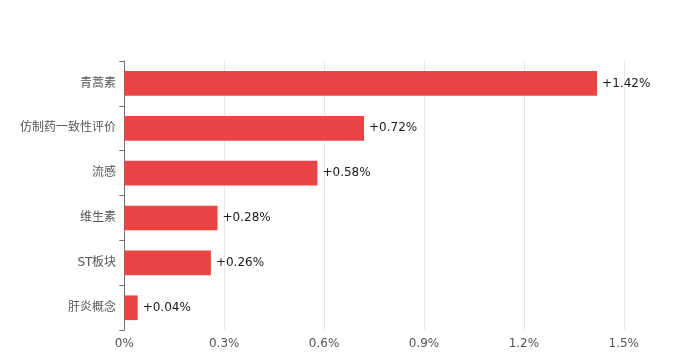 青蒿素 +1.42%
仿制药一致性评价 +0.72%
流感 +0.58%
维生素 +0.28%
ST板块 +0.26%
肝炎概念 +0.04%
0% 0.3% 0.6% 0.9% 1.2% 1.5%